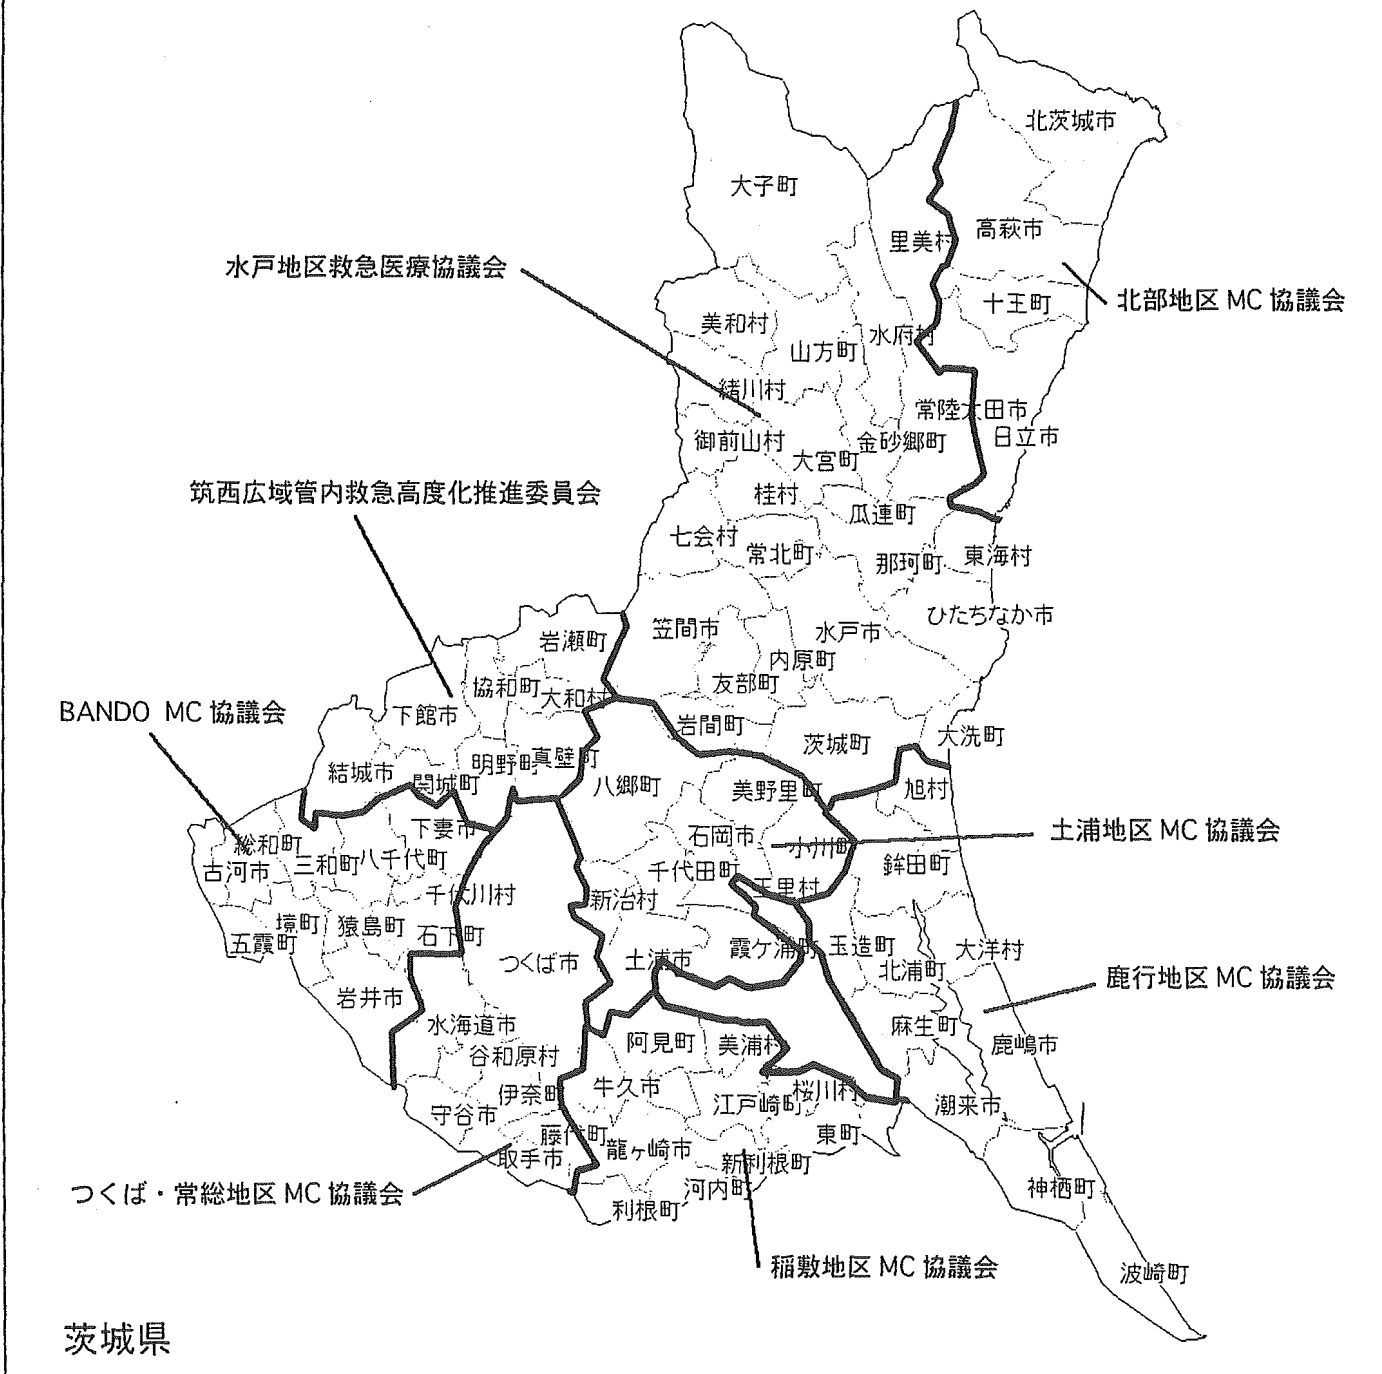 北茨城市
大子町
高萩市
里美村
水戸地区救急医療協議会
北部地区 MC 協議会
十王町
美和村
水府村
山方町
緒川村
常陸太田市
日立市
御前山村
金砂郷町
大宮町
筑西広域管内救急高度化推進委員会
桂村
瓜連町
七会村
常北町
那珂町
東海村
ひたちなか市
笠間市
水戸市
岩瀬町
内原町
友部町
協和町
大和村
BANDO MC 協議会
下館市
岩間町
茨城町
大洗町
明野町
真壁町
結城市
関城町
八郷町
美野里町
旭村
下妻市
石岡市
土浦地区 MC 協議会
総和町
小川町
古河市
三和町
八千代町
千代田町
鉾田町
玉里村
千代川村
新治村
境町
猿島町
石下町
五霞町
霞ケ浦町
玉造町
大洋村
つくば市
土浦市
北浦町
鹿行地区 MC 協議会
岩井市
水海道市
麻生町
阿見町
美浦村
鹿嶋市
谷和原村
牛久市
伊奈町
桜川村
江戸崎町
潮来市
守谷市
藤代町
東町
取手市
龍ヶ崎市
新利根町
つくば・常総地区 MC 協議会
河内町
神栖町
利根町
稲敷地区 MC 協議会
波崎町
茨城県